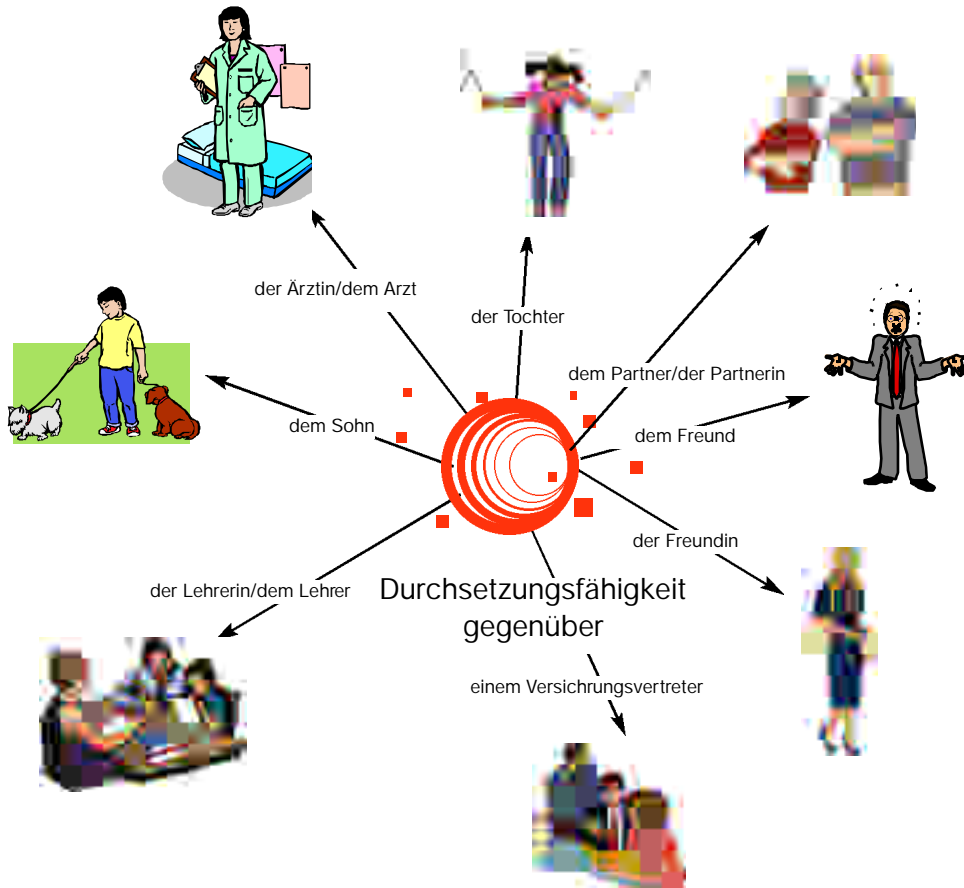 der Ärztin/dem Arzt
der Tochter
dem Partner/der Partnerin
dem Sohn
dem Freund
der Freundin
der Lehrerin/dem Lehrer
Durchsetzungsfähigkeit
gegenüber
einem Versichrungsvertreter